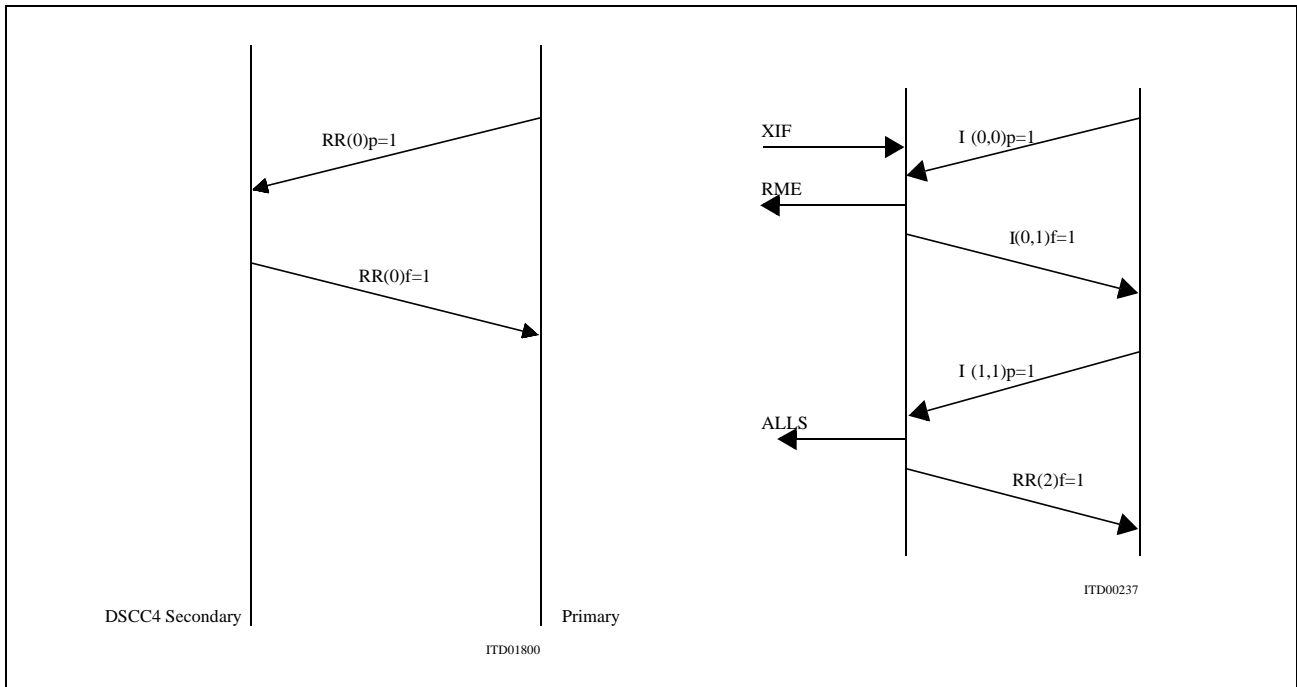 RR(0)p=1
RR(0)f=1
DSCC4 Secondary
Primary
ITD01800
XIF
I (0,0)p=1
RME
I(0,1)f=1
I (1,1)p=1
ALLS
RR(2)f=1
ITD00237